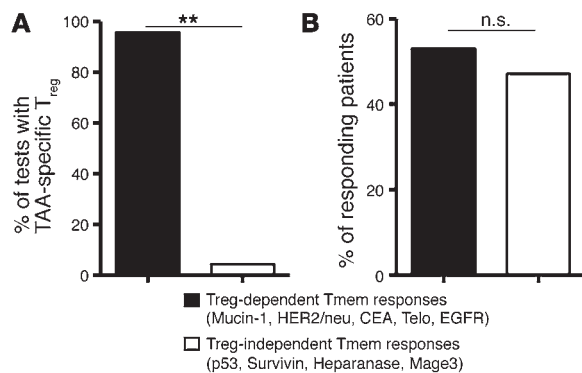 A
B
**
n.s.
% of tests with
TAA-specific Treg
100
80
60
40
20
0
% of responding patients
60
40
20
0
Treg-dependent Tmem responses
(Mucin-1, HER2/neu, CEA, Telo, EGFR)
Treg-independent Tmem responses
(p53, Survivin, Heparanase, Mage3)